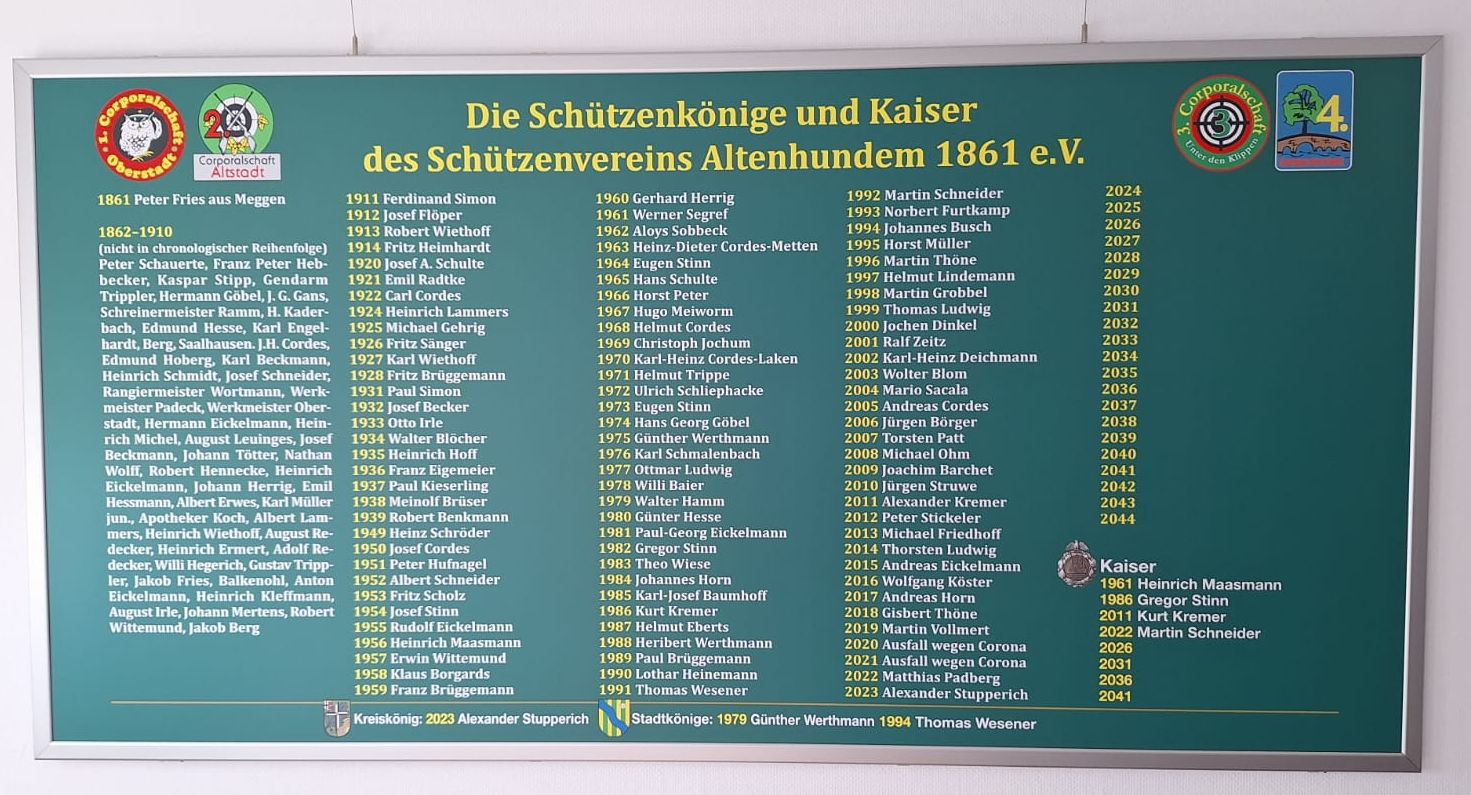 1. Corporalschaft
Oberstadt
2.
Corporalschaft
Altstadt
Die Schützenkönige und Kaiser
des Schützenvereins Altenhundem 1861 e.V.
3. Corporalschaft
3
Unter den Klippen
4.
1861 Peter Fries aus Meggen
1862–1910
(nicht in chronologischer Reihenfolge)
Peter Schauerte, Franz Peter Heb-
becker, Kaspar Stipp, Gendarm
Trippler, Hermann Göbel, J. G. Gans,
Schreinermeister Ramm, H. Kader-
bach, Edmund Hesse, Karl Engel-
hardt, Berg, Saalhausen. J.H. Cordes,
Edmund Hoberg, Karl Beckmann,
Heinrich Schmidt, Josef Schneider,
Rangiermeister Wortmann, Werk-
meister Padeck, Werkmeister Ober-
stadt, Hermann Eickelmann, Hein-
rich Michel, August Leuinges, Josef
Beckmann, Johann Tötter, Nathan
Wolff, Robert Hennecke, Heinrich
Eickelmann, Johann Herrig, Emil
Hessmann, Albert Erwes, Karl Müller
jun., Apotheker Koch, Albert Lam-
mers, Heinrich Wiethoff, August Re-
decker, Heinrich Ermert, Adolf Re-
decker, Willi Hegerich, Gustav Tripp-
ler, Jakob Fries, Balkenohl, Anton
Eickelmann, Heinrich Kleffmann,
August Irle, Johann Mertens, Robert
Wittemund, Jakob Berg
1911 Ferdinand Simon
1912 Josef Flöper
1913 Robert Wiethoff
1914 Fritz Heimhardt
1920 Josef A. Schulte
1921 Emil Radtke
1922 Carl Cordes
1924 Heinrich Lammers
1925 Michael Gehrig
1926 Fritz Sänger
1927 Karl Wiethoff
1928 Fritz Brüggemann
1931 Paul Simon
1932 Josef Becker
1933 Otto Irle
1934 Walter Blöcher
1935 Heinrich Hoff
1936 Franz Eigemeier
1937 Paul Kieserling
1938 Meinolf Brüser
1939 Robert Benkmann
1949 Heinz Schröder
1950 Josef Cordes
1951 Peter Hufnagel
1952 Albert Schneider
1953 Fritz Scholz
1954 Josef Stinn
1955 Rudolf Eickelmann
1956 Heinrich Maasmann
1957 Erwin Wittemund
1958 Klaus Borgards
1959 Franz Brüggemann
1960 Gerhard Herrig
1961 Werner Segref
1962 Aloys Sobbeck
1963 Heinz-Dieter Cordes-Metten
1964 Eugen Stinn
1965 Hans Schulte
1966 Horst Peter
1967 Hugo Meiworm
1968 Helmut Cordes
1969 Christoph Jochum
1970 Karl-Heinz Cordes-Laken
1971 Helmut Trippe
1972 Ulrich Schliephacke
1973 Eugen Stinn
1974 Hans Georg Göbel
1975 Günther Werthmann
1976 Karl Schmalenbach
1977 Ottmar Ludwig
1978 Willi Baier
1979 Walter Hamm
1980 Günter Hesse
1981 Paul-Georg Eickelmann
1982 Gregor Stinn
1983 Theo Wiese
1984 Johannes Horn
1985 Karl-Josef Baumhoff
1986 Kurt Kremer
1987 Helmut Eberts
1988 Heribert Werthmann
1989 Paul Brüggemann
1990 Lothar Heinemann
1991 Thomas Wesener
1992 Martin Schneider
1993 Norbert Furtkamp
1994 Johannes Busch
1995 Horst Müller
1996 Martin Thöne
1997 Helmut Lindemann
1998 Martin Grobbel
1999 Thomas Ludwig
2000 Jochen Dinkel
2001 Ralf Zeitz
2002 Karl-Heinz Deichmann
2003 Wolter Blom
2004 Mario Sacala
2005 Andreas Cordes
2006 Jürgen Börger
2007 Torsten Patt
2008 Michael Ohm
2009 Joachim Barchet
2010 Jürgen Struwe
2011 Alexander Kremer
2012 Peter Stickeler
2013 Michael Friedhoff
2014 Thorsten Ludwig
2015 Andreas Eickelmann
2016 Wolfgang Köster
2017 Andreas Horn
2018 Gisbert Thöne
2019 Martin Vollmert
2020 Ausfall wegen Corona
2021 Ausfall wegen Corona
2022 Matthias Padberg
2023 Alexander Stupperich
2024
2025
2026
2027
2028
2029
2030
2031
2032
2033
2034
2035
2036
2037
2038
2039
2040
2041
2042
2043
2044
Kaiser
1961 Heinrich Maasmann
1986 Gregor Stinn
2011 Kurt Kremer
2022 Martin Schneider
2026
2031
2036
2041
Kreiskönig: 2023 Alexander Stupperich
Stadtkönige: 1979 Günther Werthmann 1994 Thomas Wesener